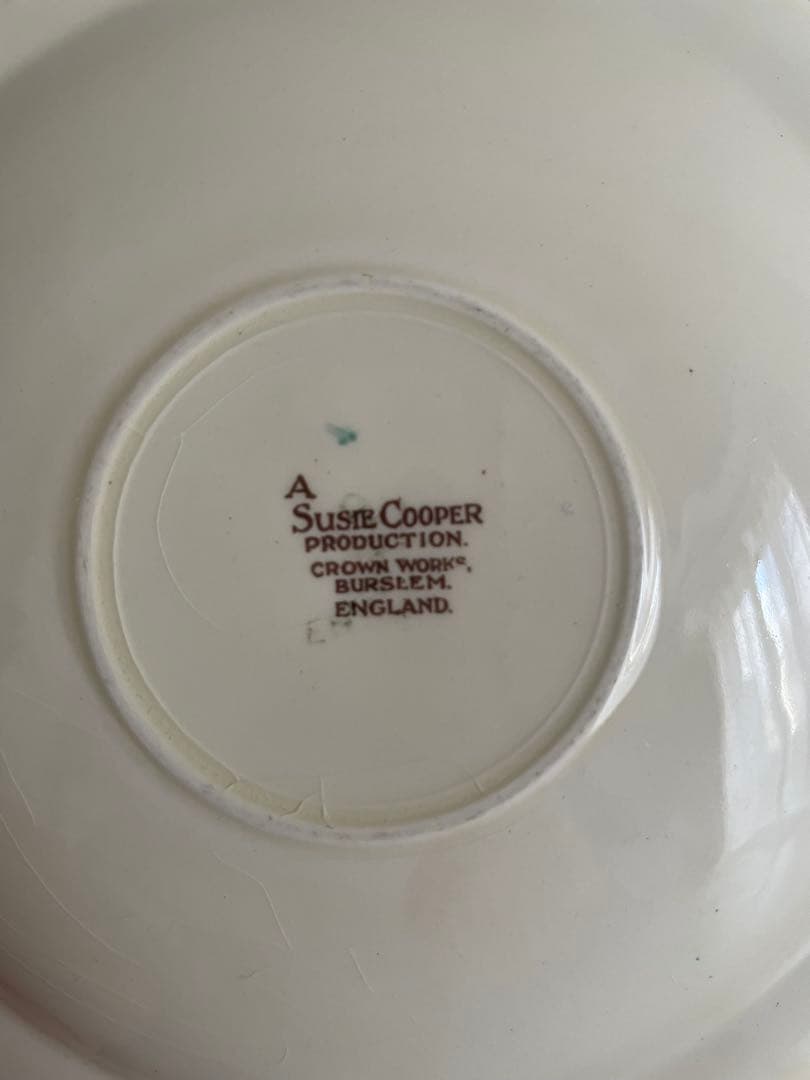 A
SUSIE COOPER
PRODUCTION.
CROWN WORKS,
BURSLEM.
ENGLAND.